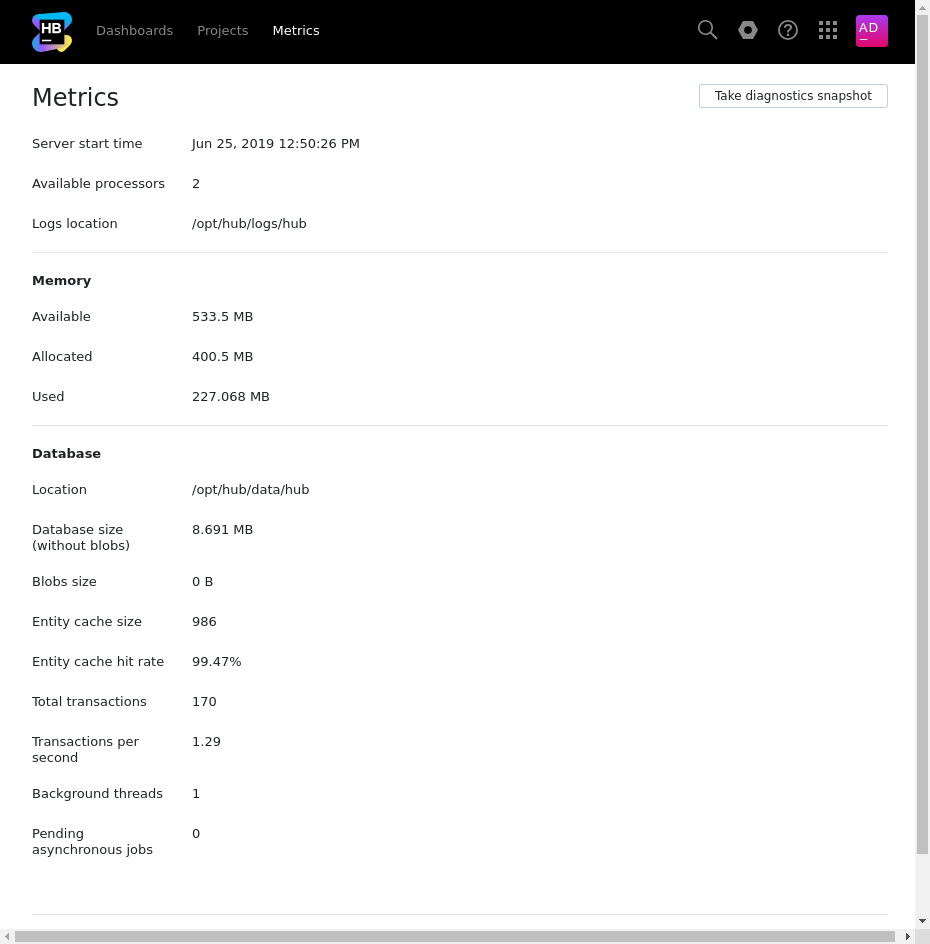 HB Dashboards Projects Metrics AD
Metrics Take diagnostics snapshot
Server start time Jun 25, 2019 12:50:26 PM
Available processors 2
Logs location /opt/hub/logs/hub
Memory
Available 533.5 MB
Allocated 400.5 MB
Used 227.068 MB
Database
Location /opt/hub/data/hub
Database size 8.691 MB
(without blobs)
Blobs size 0 B
Entity cache size 986
Entity cache hit rate 99.47%
Total transactions 170
Transactions per 1.29
second
Background threads 1
Pending 0
asynchronous jobs